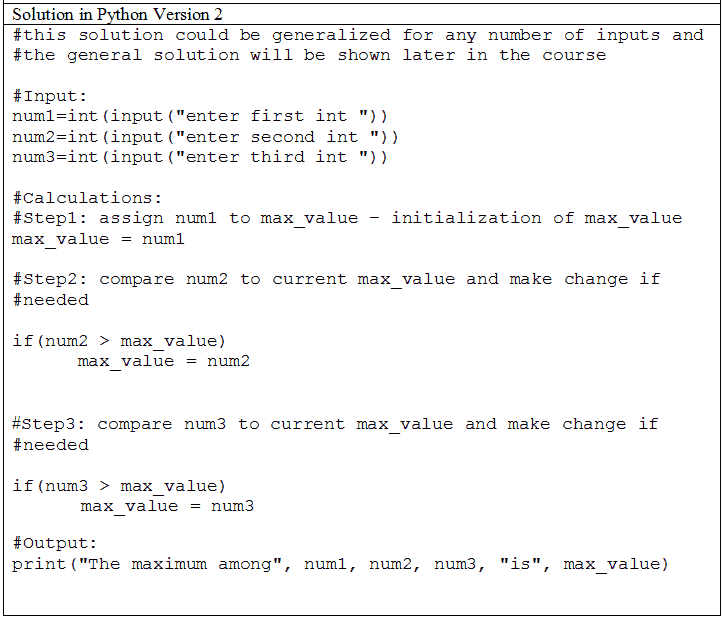 Solution in Python Version 2
#this solution could be generalized for any number of inputs and
#the general solution will be shown later in the course
#Input:
num1=int(input("enter first int "))
num2=int(input("enter second int "))
num3=int(input("enter third int "))
#Calculations:
#Step1: assign num1 to max_value – initialization of max_value
max_value = num1
#Step2: compare num2 to current max_value and make change if
#needed
if(num2 > max_value)
max_value = num2
#Step3: compare num3 to current max_value and make change if
#needed
if(num3 > max_value)
max_value = num3
#Output:
print("The maximum among", num1, num2, num3, "is", max_value)